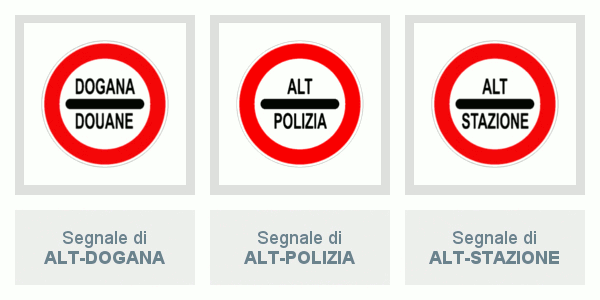 DOGANA
DOUANE
ALT
POLIZIA
ALT
STAZIONE
Segnale di
ALT-DOGANA
Segnale di
ALT-POLIZIA
Segnale di
ALT-STAZIONE